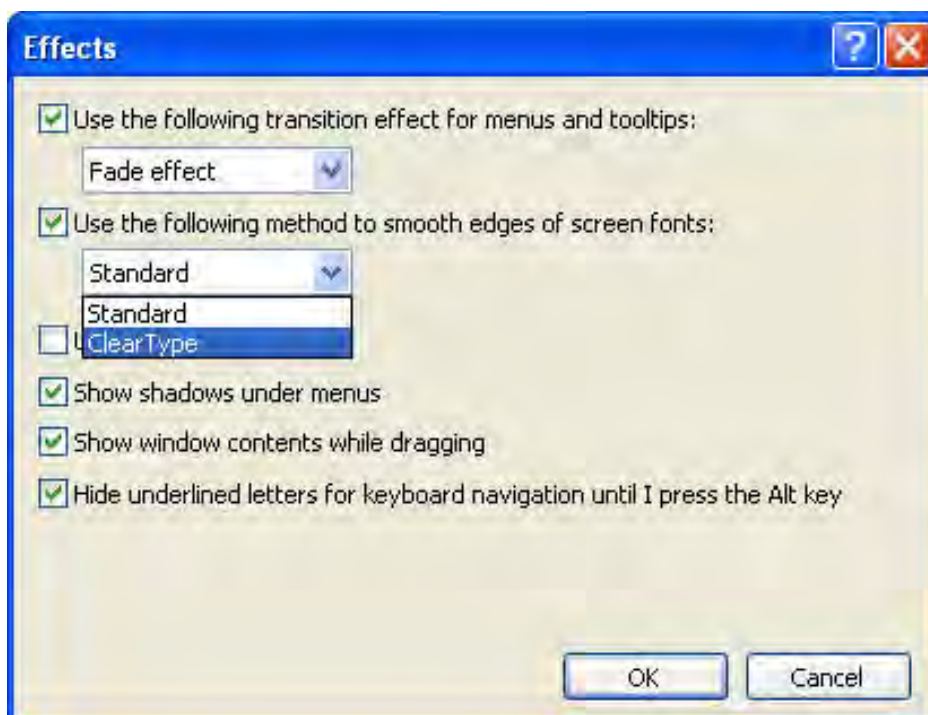 Effects
Use the following transition effect for menus and tooltips:
Fade effect
Use the following method to smooth edges of screen fonts:
Standard
Standard
ClearType
Show shadows under menus
Show window contents while dragging
Hide underlined letters for keyboard navigation until I press the Alt key
OK
Cancel